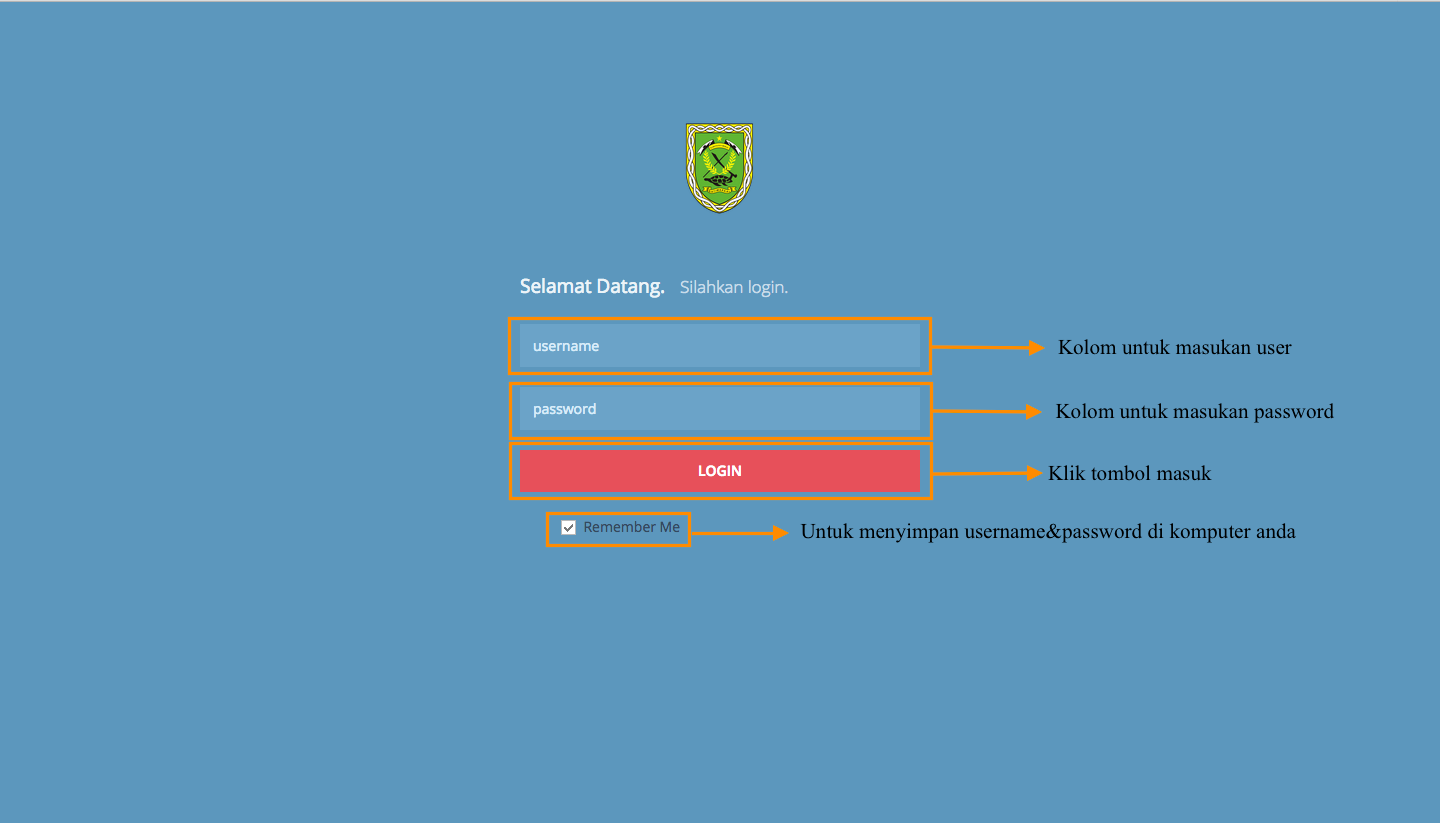 Selamat Datang. Silahkan login.
username
Kolom untuk masukan user
password
Kolom untuk masukan password
LOGIN
Klik tombol masuk
Remember Me
Untuk menyimpan username&password di komputer anda